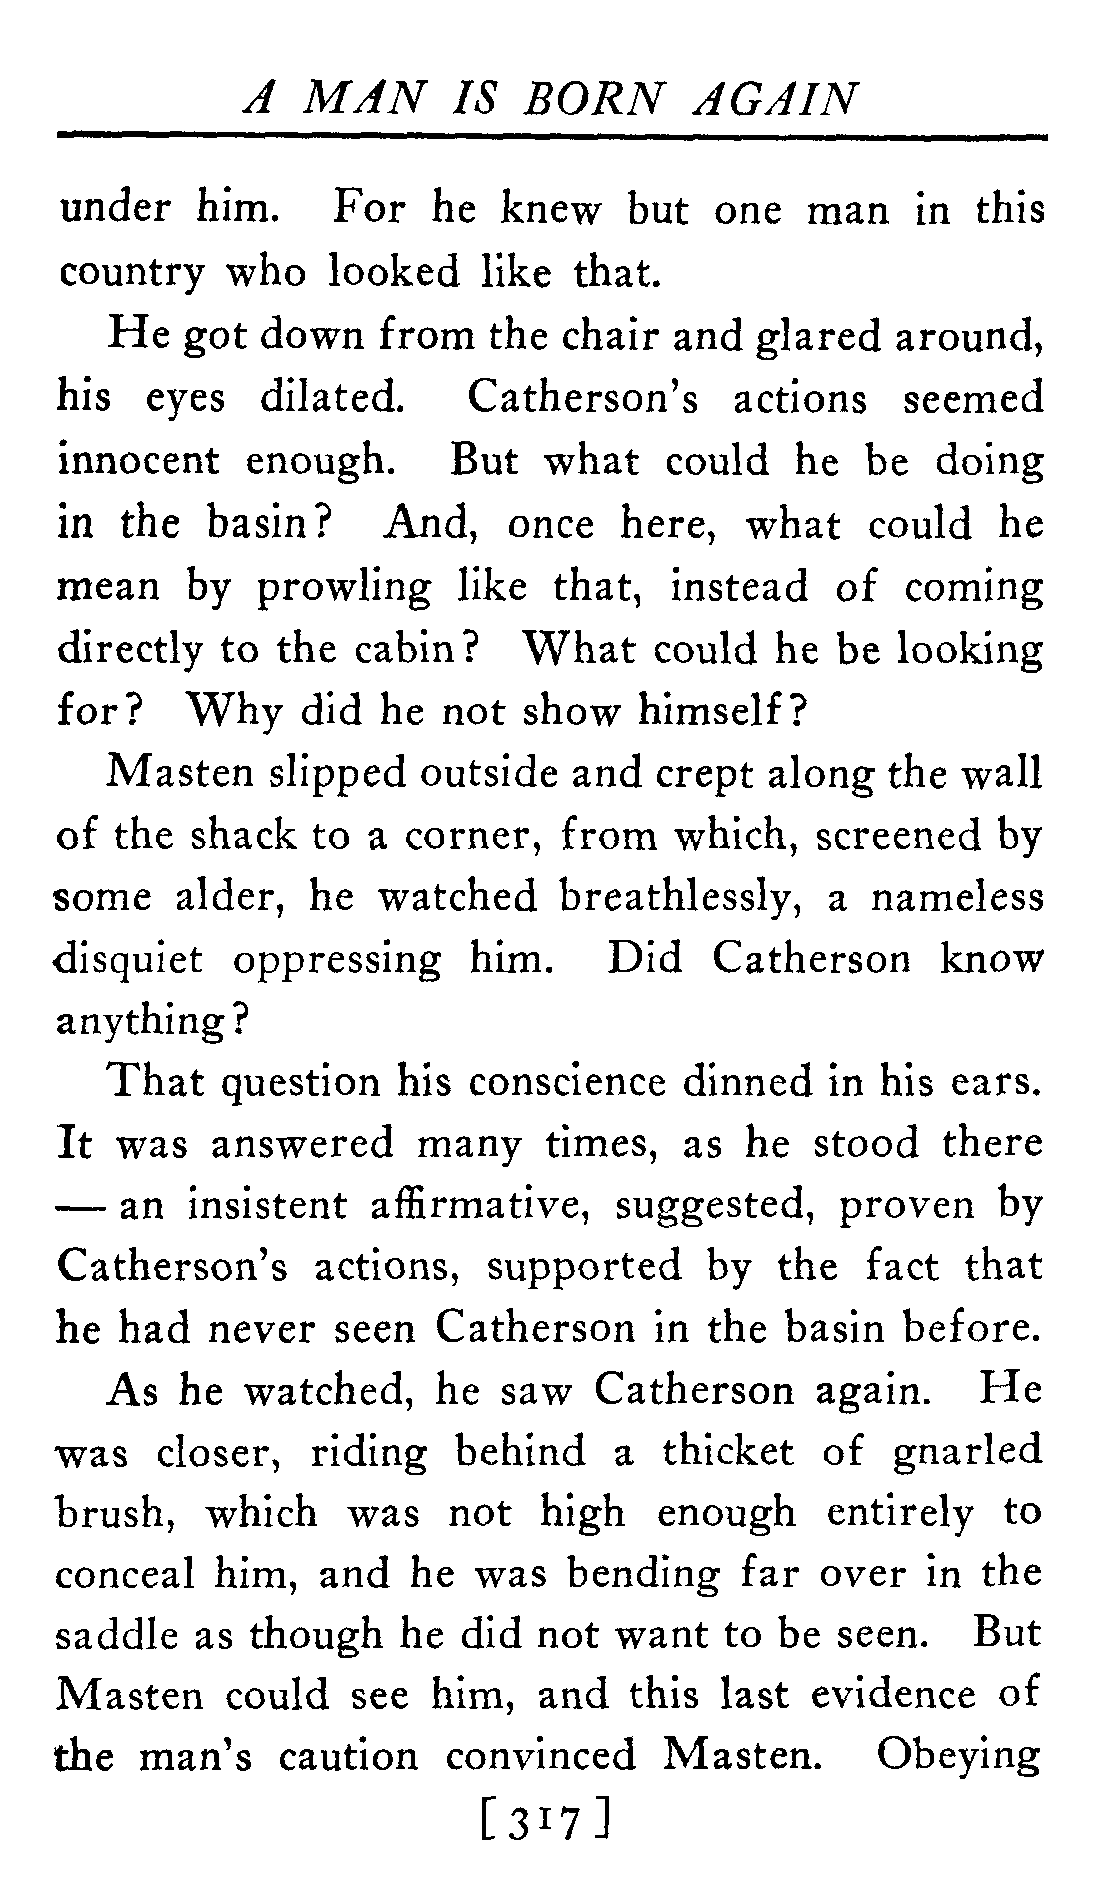 A MAN IS BORN AGAIN
under him. For he knew but one man in this
country who looked like that.
He got down from the chair and glared around,
his eyes dilated. Catherson's actions seemed
innocent enough. But what could he be doing
in the basin? And, once here, what could he
mean by prowling like that, instead of coming
directly to the cabin? What could he be looking
for? Why did he not show himself?
Masten slipped outside and crept along the wall
of the shack to a corner, from which, screened by
some alder, he watched breathlessly, a nameless
disquiet oppressing him. Did Catherson know
anything?
That question his conscience dinned in his ears.
It was answered many times, as he stood there
— an insistent affirmative, suggested, proven by
Catherson's actions, supported by the fact that
he had never seen Catherson in the basin before.
As he watched, he saw Catherson again. He
was closer, riding behind a thicket of gnarled
brush, which was not high enough entirely to
conceal him, and he was bending far over in the
saddle as though he did not want to be seen. But
Masten could see him, and this last evidence of
the man's caution convinced Masten. Obeying
[317]